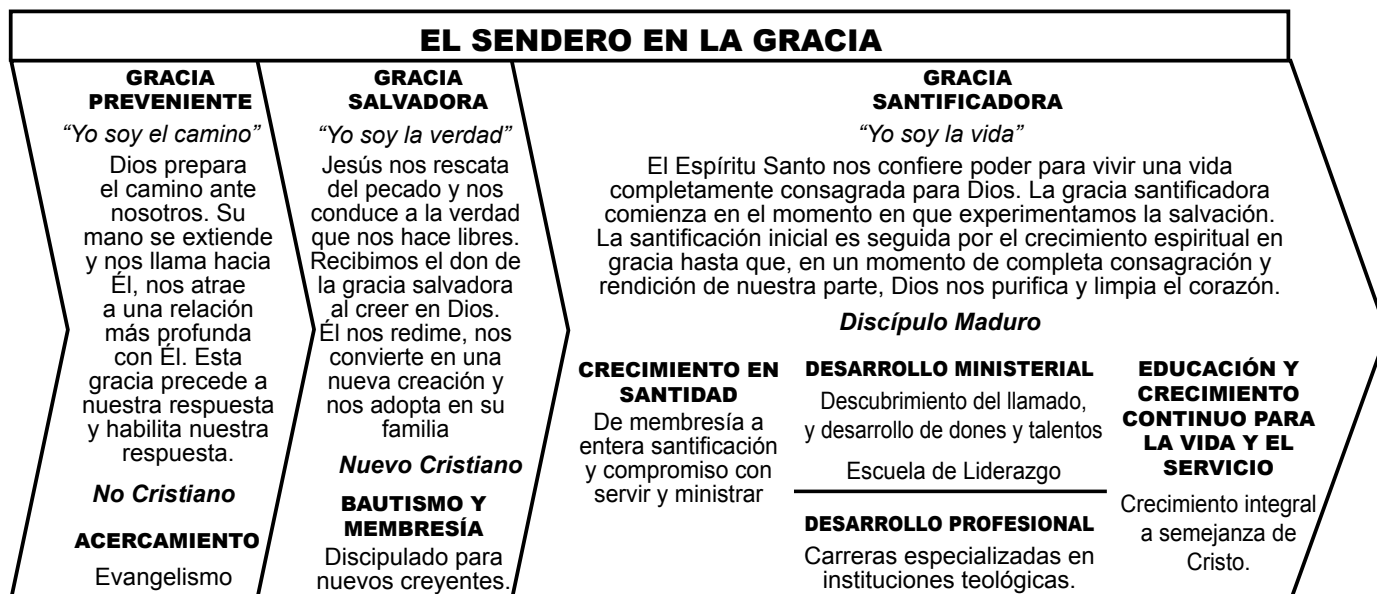 EL SENDERO EN LA GRACIA
GRACIA
PREVENIENTE
“Yo soy el camino”
Dios prepara
el camino ante
nosotros. Su
mano se extiende
y nos llama hacia
Él, nos atrae
a una relación
más profunda
con Él. Esta
gracia precede a
nuestra respuesta
y habilita nuestra
respuesta.
No Cristiano
ACERCAMIENTO
Evangelismo
GRACIA
SALVADORA
“Yo soy la verdad”
Jesús nos rescata
del pecado y nos
conduce a la verdad
que nos hace libres.
Recibimos el don de
la gracia salvadora
al creer en Dios.
Él nos redime, nos
convierte en una
nueva creación y
nos adopta en su
familia
Nuevo Cristiano
BAUTISMO Y
MEMBRESÍA
Discipulado para
nuevos creyentes.
GRACIA
SANTIFICADORA
“Yo soy la vida”
El Espíritu Santo nos confiere poder para vivir una vida
completamente consagrada para Dios. La gracia santificadora
comienza en el momento en que experimentamos la salvación.
La santificación inicial es seguida por el crecimiento espiritual en
gracia hasta que, en un momento de completa consagración y
rendición de nuestra parte, Dios nos purifica y limpia el corazón.
Discípulo Maduro
CRECIMIENTO EN
SANTIDAD
De membresía a
entera santificación
y compromiso con
servir y ministrar
DESARROLLO MINISTERIAL
Descubrimiento del llamado,
y desarrollo de dones y talentos
Escuela de Liderazgo
DESARROLLO PROFESIONAL
Carreras especializadas en
instituciones teológicas.
EDUCACIÓN Y
CRECIMIENTO
CONTINUO PARA
LA VIDA Y EL
SERVICIO
Crecimiento integral
a semejanza de
Cristo.